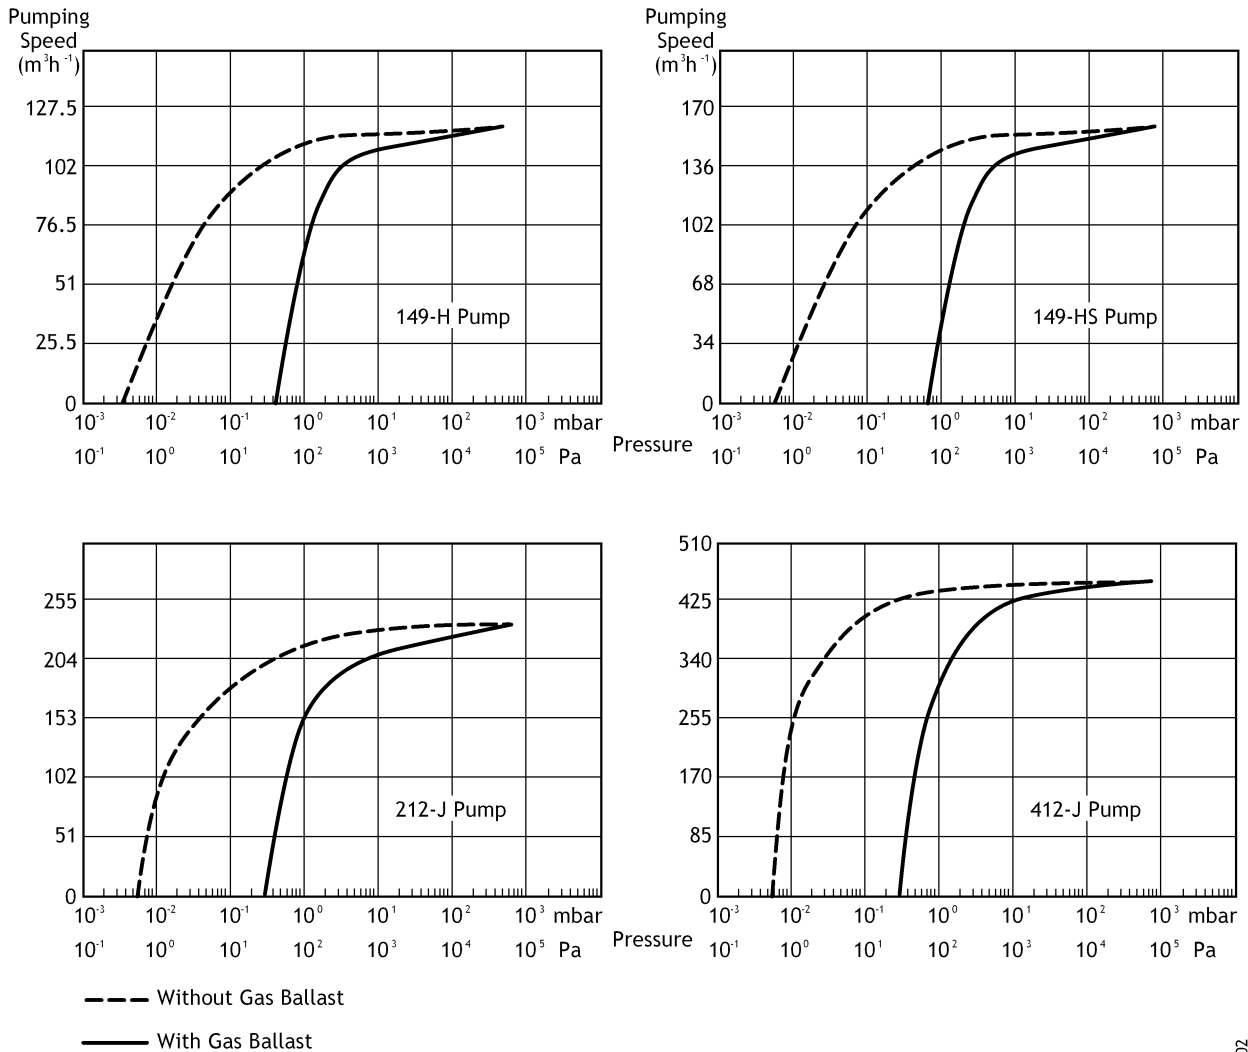 Pumping
Speed
(m³h⁻¹)
127.5
102
76.5
51
25.5
0
149-H Pump
10⁻³ 10⁻² 10⁻¹ 10⁰ 10¹ 10² 10³ mbar
10⁻¹ 10⁰ 10¹ 10² 10³ 10⁴ 10⁵ Pa
Pressure
Pumping
Speed
(m³h⁻¹)
170
136
102
68
34
0
149-HS Pump
10⁻³ 10⁻² 10⁻¹ 10⁰ 10¹ 10² 10³ mbar
10⁻¹ 10⁰ 10¹ 10² 10³ 10⁴ 10⁵ Pa
255
204
153
102
51
0
212-J Pump
10⁻³ 10⁻² 10⁻¹ 10⁰ 10¹ 10² 10³ mbar
10⁻¹ 10⁰ 10¹ 10² 10³ 10⁴ 10⁵ Pa
Pressure
510
425
340
255
170
85
0
412-J Pump
10⁻³ 10⁻² 10⁻¹ 10⁰ 10¹ 10² 10³ mbar
10⁻¹ 10⁰ 10¹ 10² 10³ 10⁴ 10⁵ Pa
Without Gas Ballast
With Gas Ballast